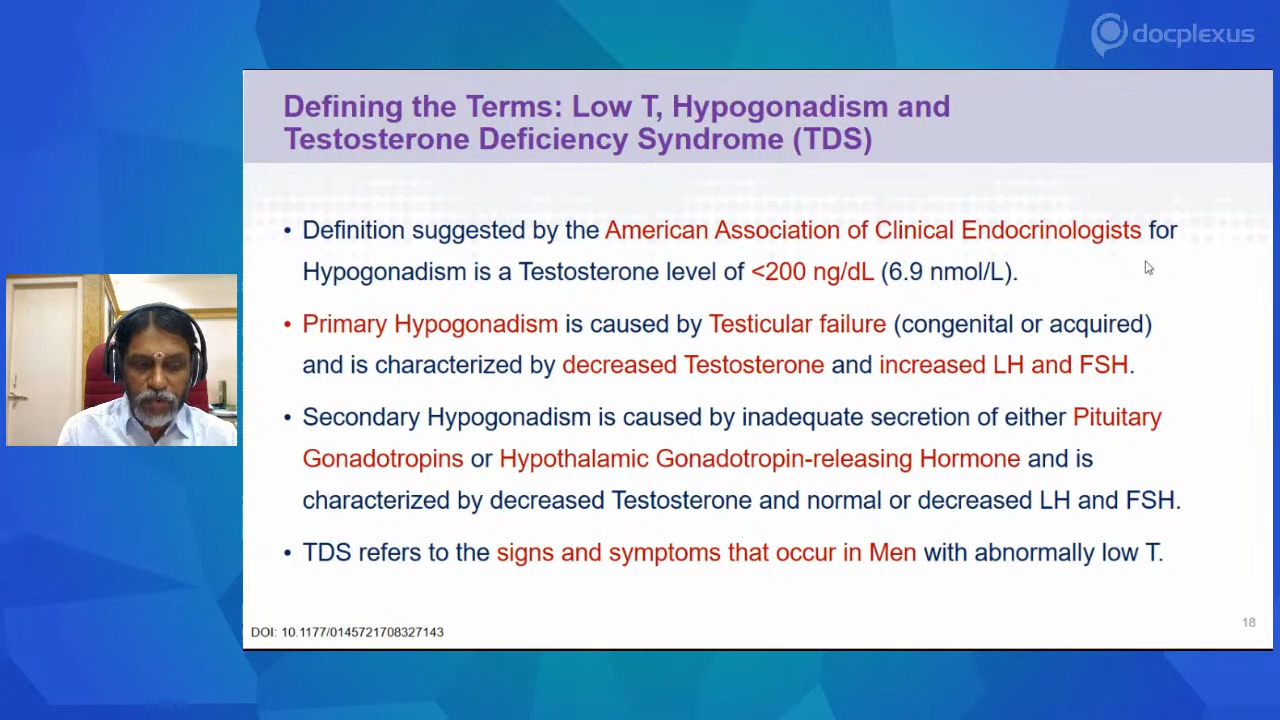 docplexus
Defining the Terms: Low T, Hypogonadism and
Testosterone Deficiency Syndrome (TDS)
• Definition suggested by the American Association of Clinical Endocrinologists for
Hypogonadism is a Testosterone level of <200 ng/dL (6.9 nmol/L).
• Primary Hypogonadism is caused by Testicular failure (congenital or acquired)
and is characterized by decreased Testosterone and increased LH and FSH.
• Secondary Hypogonadism is caused by inadequate secretion of either Pituitary
Gonadotropins or Hypothalamic Gonadotropin-releasing Hormone and is
characterized by decreased Testosterone and normal or decreased LH and FSH.
• TDS refers to the signs and symptoms that occur in Men with abnormally low T.
18
DOI: 10.1177/0145721708327143